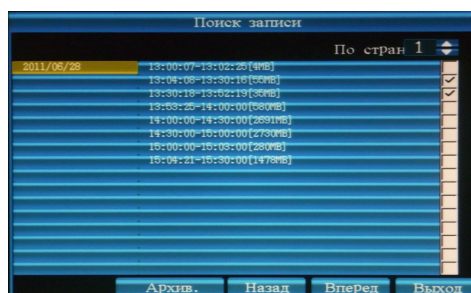 Поиск записи
По стран 1
2011/06/28 13:00:07-13:02:25[4MB]
13:04:08-13:30:16[55MB]
13:30:18-13:52:19[35MB]
13:53:25-14:00:00[580MB]
14:00:00-14:30:00[2691MB]
14:30:00-15:00:00[2730MB]
15:00:00-15:03:00[280MB]
15:04:21-15:30:00[1478MB]
Архив. Назад Вперед Выход